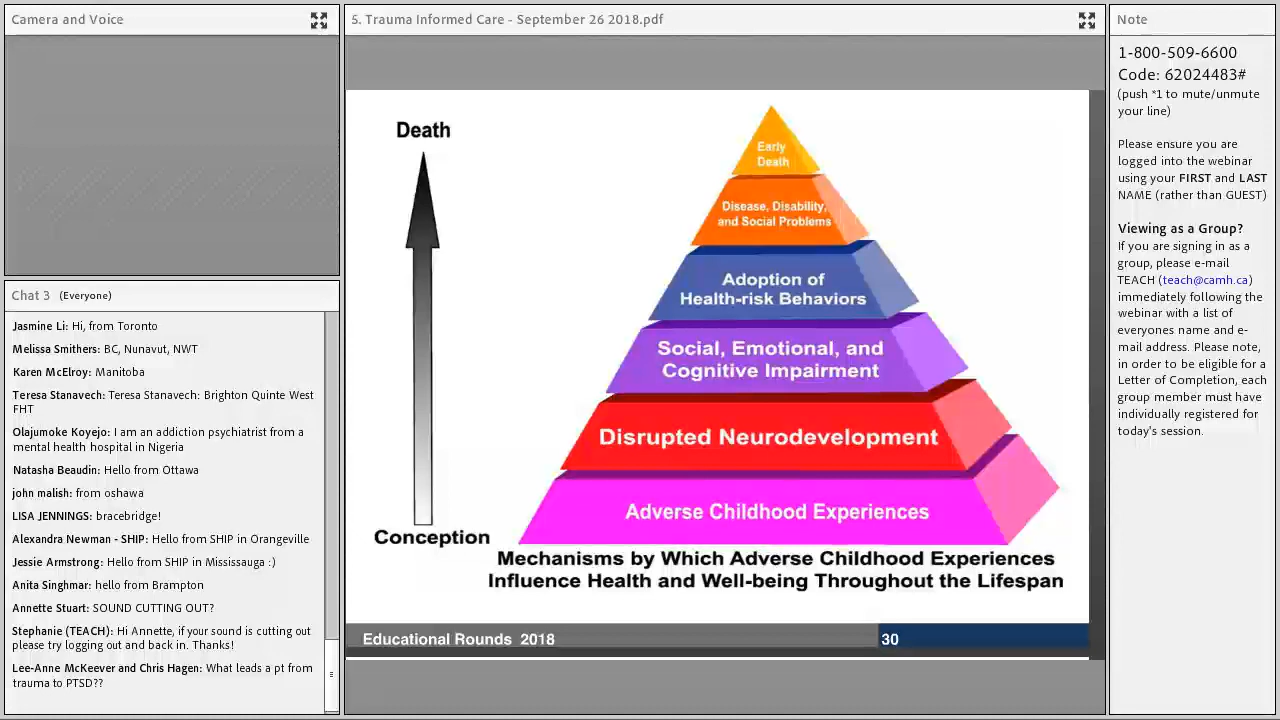 Camera and Voice
Chat 3 (Everyone)
Jasmine Li: Hi, from Toronto
Melissa Smithers: BC, Nunavut, NWT
Karen McElroy: Manitoba
Teresa Stanavech: Teresa Stanavech: Brighton Quinte West
FHT
Olajumoke Koyejo: I am an addiction psychiatrist from a
mental health hospital in Nigeria
Natasha Beaudin: Hello from Ottawa
john malish: from oshawa
LISA JENNINGS: bracebridge!
Alexandra Newman - SHIP: Hello from SHIP in Orangeville
Jessie Armstrong: Hello from SHIP in Mississauga :)
Anita Singhmar: hello from Brampton
Annette Stuart: SOUND CUTTING OUT?
Stephanie (TEACH): Hi Annette, if your sound is cutting out
please try logging out and back in. Thanks!
Lee-Anne McKeever and Chris Hagen: What leads a pt from
trauma to PTSD??
5. Trauma Informed Care - September 26 2018.pdf
Death
Conception
Early
Death
Disease, Disability,
and Social Problems
Adoption of
Health-risk Behaviors
Social, Emotional, and
Cognitive Impairment
Disrupted Neurodevelopment
Adverse Childhood Experiences
Mechanisms by Which Adverse Childhood Experiences
Influence Health and Well-being Throughout the Lifespan
Educational Rounds 2018
30
Note
1-800-509-6600
Code: 62024483#
(push *1 to mute/unmute
your line)
Please ensure you are
logged into the webinar
using your FIRST and LAST
NAME (rather than GUEST)
Viewing as a Group?
If you are signing in as a
group, please e-mail
TEACH (teach@camh.ca)
immediately following the
webinar with a list of
everyones name and e-
mail address. Please note,
in order to be eligible for a
Letter of Completion, each
group member must have
individually registered for
today's session.